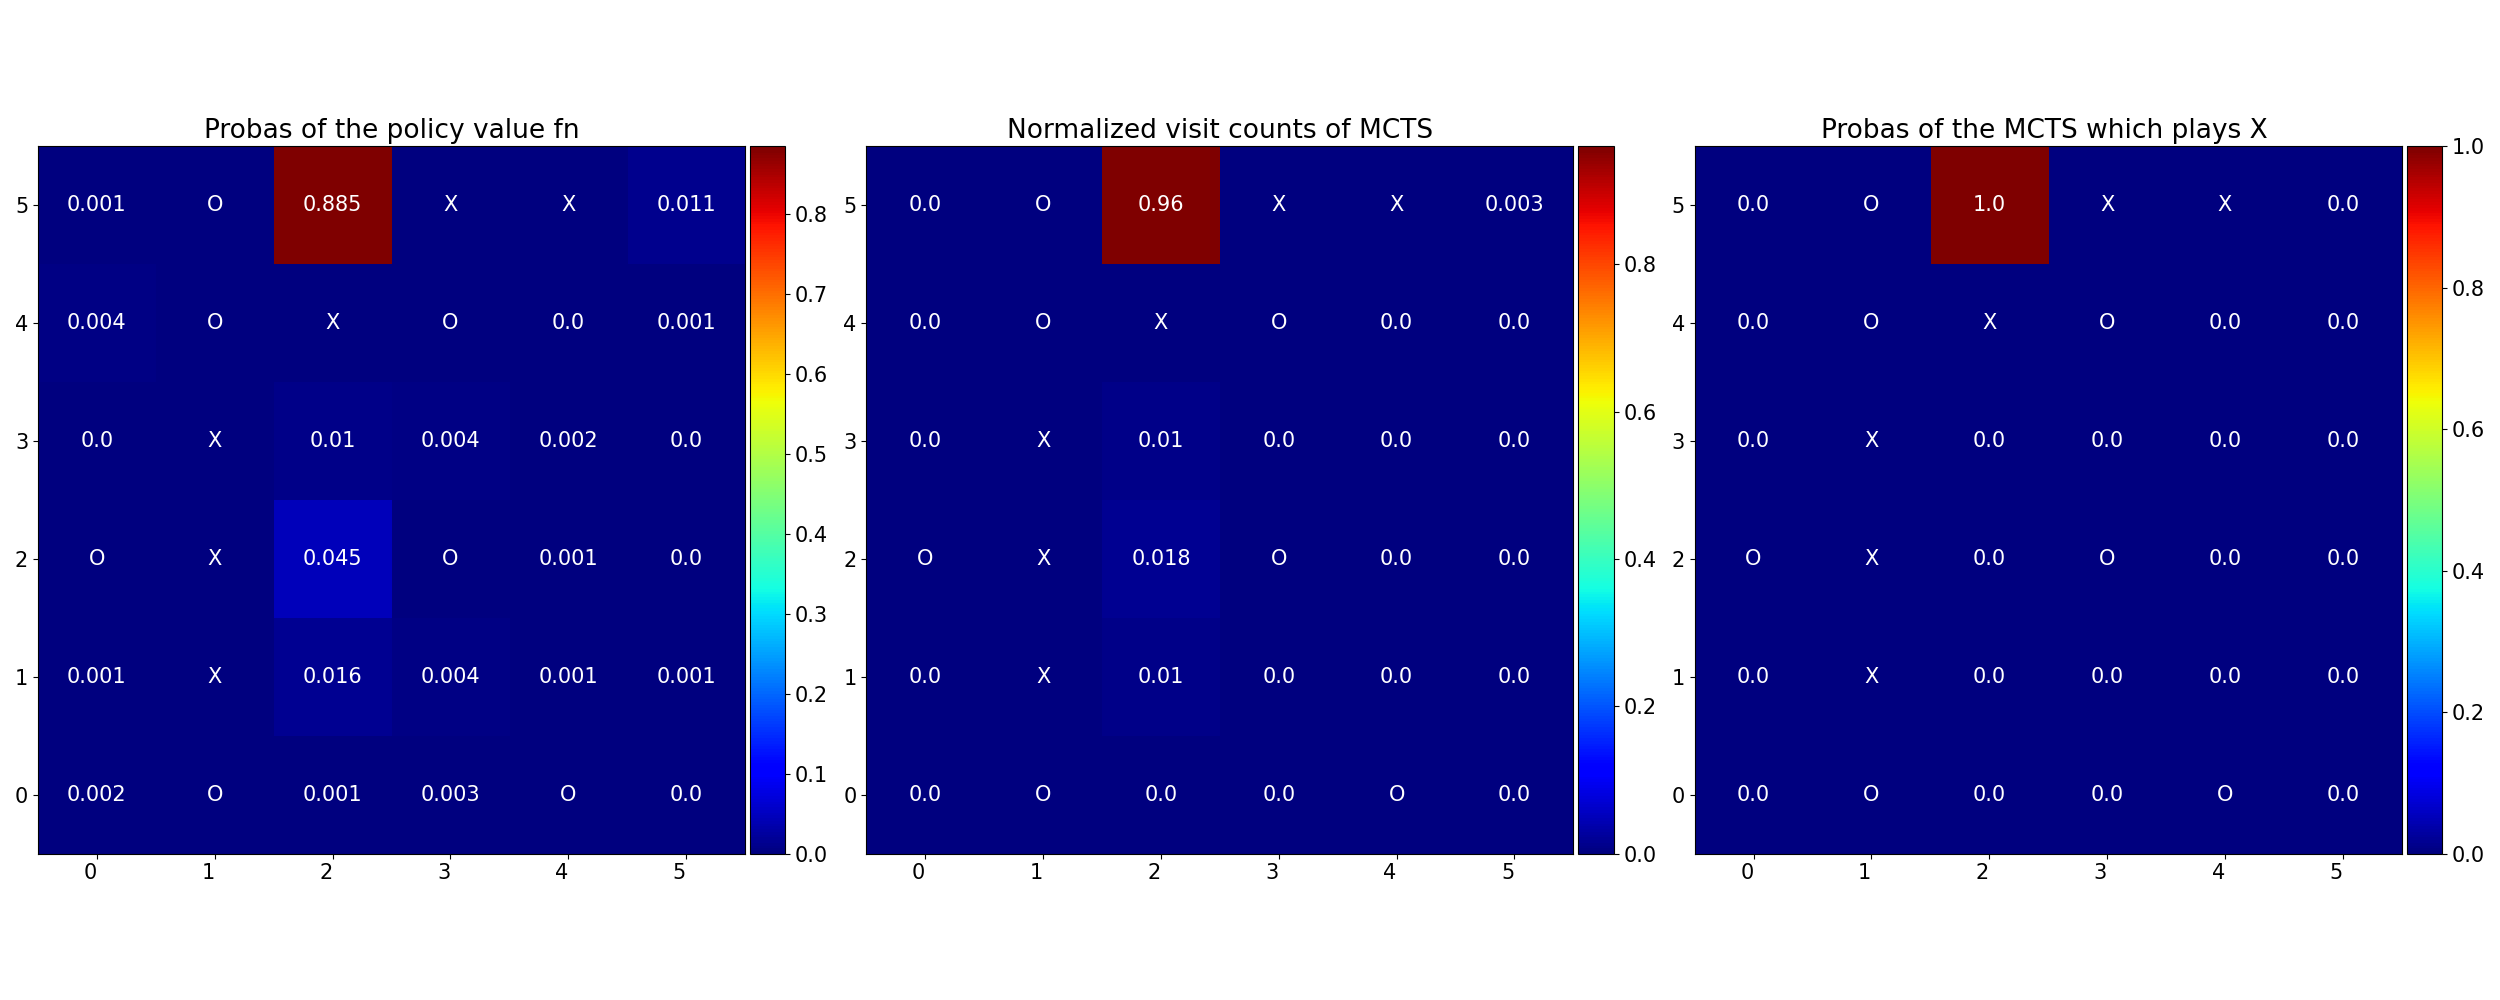 Probas of the policy value fn
5 0.001 O 0.885 X X 0.011
4 0.004 O X O 0.0 0.001
3 0.0 X 0.01 0.004 0.002 0.0
2 O X 0.045 O 0.001 0.0
1 0.001 X 0.016 0.004 0.001 0.001
0 0.002 O 0.001 0.003 O 0.0
0 1 2 3 4 5
0.8
0.7
0.6
0.5
0.4
0.3
0.2
0.1
0.0
Normalized visit counts of MCTS
5 0.0 O 0.96 X X 0.003
4 0.0 O X O 0.0 0.0
3 0.0 X 0.01 0.0 0.0 0.0
2 O X 0.018 O 0.0 0.0
1 0.0 X 0.01 0.0 0.0 0.0
0 0.0 O 0.0 0.0 O 0.0
0 1 2 3 4 5
0.8
0.6
0.4
0.2
0.0
Probas of the MCTS which plays X
5 0.0 O 1.0 X X 0.0
4 0.0 O X O 0.0 0.0
3 0.0 X 0.0 0.0 0.0 0.0
2 O X 0.0 O 0.0 0.0
1 0.0 X 0.0 0.0 0.0 0.0
0 0.0 O 0.0 0.0 O 0.0
0 1 2 3 4 5
1.0
0.8
0.6
0.4
0.2
0.0